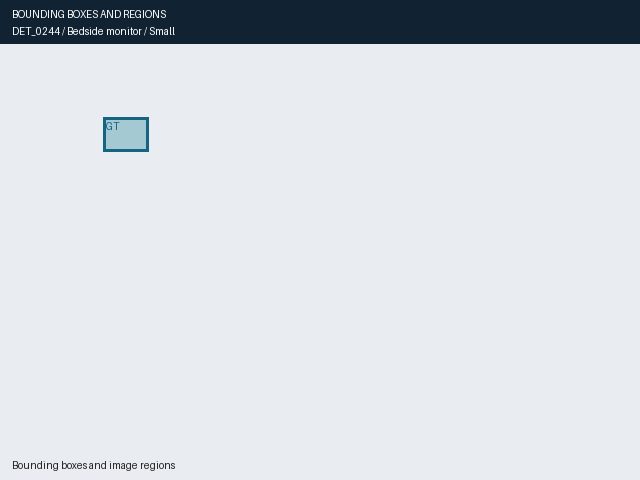 BOUNDING BOXES AND REGIONS
DET_0244 / Bedside monitor / Small
GT
Bounding boxes and image regions